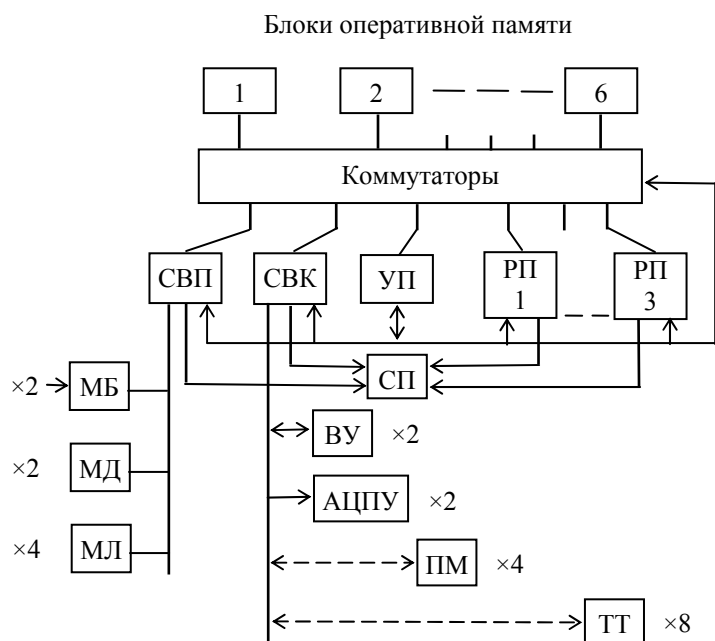 Блоки оперативной памяти
1 2 6
Коммутаторы
СВП СВК УП РП 1 РП 3
СП
×2 МБ
ВУ ×2
×2 МД
АЦПУ ×2
×4 МЛ
ПМ ×4
ТТ ×8